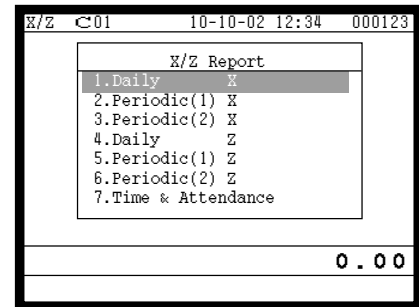 X/Z C01 10-10-02 12:34 000123
X/Z Report
1.Daily X
2.Periodic(1) X
3.Periodic(2) X
4.Daily Z
5.Periodic(1) Z
6.Periodic(2) Z
7.Time & Attendance
0.00